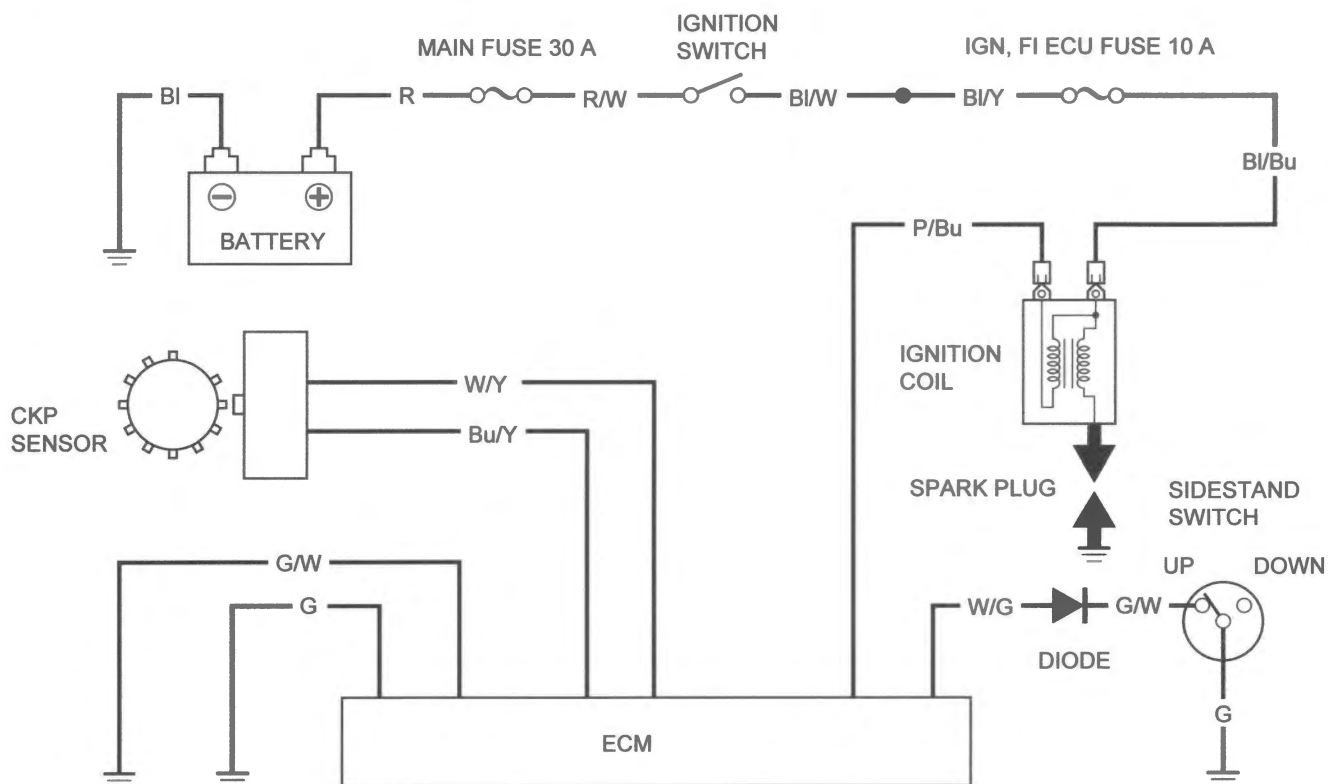 IGNITION
SWITCH
MAIN FUSE 30 A
IGN, FI ECU FUSE 10 A
Bl
R
R/W
Bl/W
Bl/Y
Bl/Bu
BATTERY
P/Bu
IGNITION
COIL
W/Y
CKP
SENSOR
Bu/Y
SPARK PLUG
SIDESTAND
SWITCH
G/W
UP
DOWN
G
W/G
G/W
DIODE
G
ECM